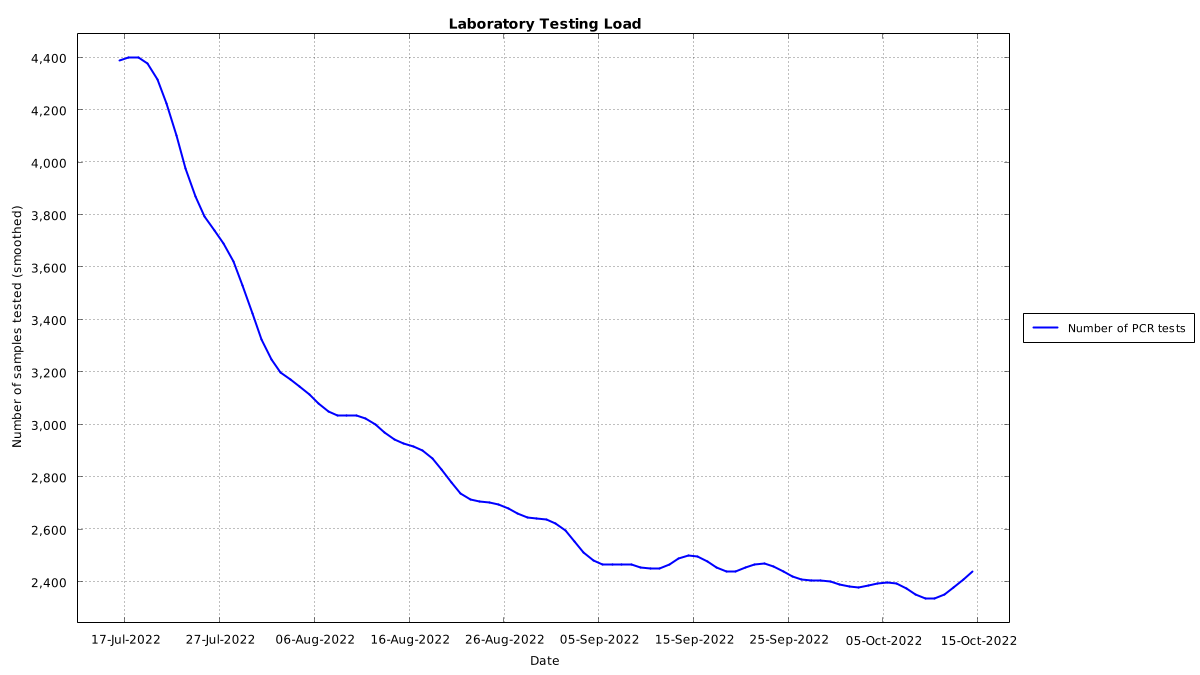 Laboratory Testing Load
Number of samples tested (smoothed)
4,400
4,200
4,000
3,800
3,600
3,400
3,200
3,000
2,800
2,600
2,400
17-Jul-2022
27-Jul-2022
06-Aug-2022
16-Aug-2022
26-Aug-2022
05-Sep-2022
15-Sep-2022
25-Sep-2022
05-Oct-2022
15-Oct-2022
Date
Number of PCR tests